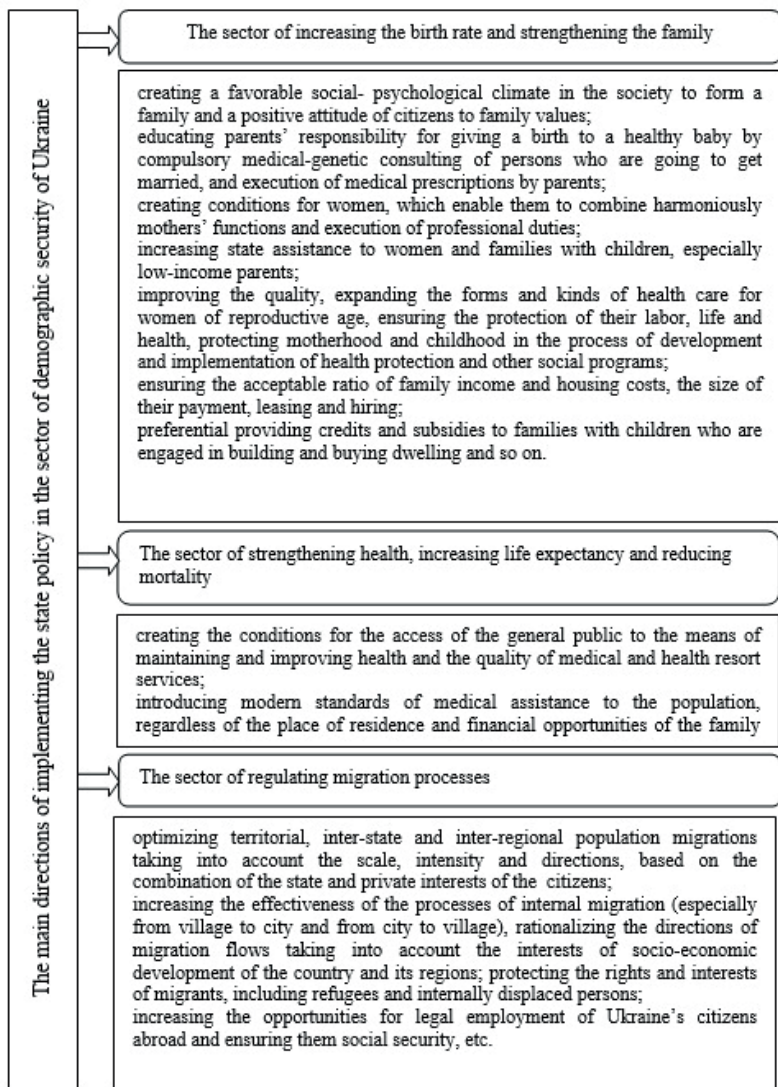 The main directions of implementing the state policy in the sector of demographic security of Ukraine
The sector of increasing the birth rate and strengthening the family
creating a favorable social- psychological climate in the society to form a
family and a positive attitude of citizens to family values;
educating parents’ responsibility for giving a birth to a healthy baby by
compulsory medical-genetic consulting of persons who are going to get
married, and execution of medical prescriptions by parents;
creating conditions for women, which enable them to combine harmoniously
mothers’ functions and execution of professional duties;
increasing state assistance to women and families with children, especially
low-income parents;
improving the quality, expanding the forms and kinds of health care for
women of reproductive age, ensuring the protection of their labor, life and
health, protecting motherhood and childhood in the process of development
and implementation of health protection and other social programs;
ensuring the acceptable ratio of family income and housing costs, the size of
their payment, leasing and hiring;
preferential providing credits and subsidies to families with children who are
engaged in building and buying dwelling and so on.
The sector of strengthening health, increasing life expectancy and reducing
mortality
creating the conditions for the access of the general public to the means of
maintaining and improving health and the quality of medical and health resort
services;
introducing modern standards of medical assistance to the population,
regardless of the place of residence and financial opportunities of the family
The sector of regulating migration processes
optimizing territorial, inter-state and inter-regional population migrations
taking into account the scale, intensity and directions, based on the
combination of the state and private interests of the citizens;
increasing the effectiveness of the processes of internal migration (especially
from village to city and from city to village), rationalizing the directions of
migration flows taking into account the interests of socio-economic
development of the country and its regions; protecting the rights and interests
of migrants, including refugees and internally displaced persons;
increasing the opportunities for legal employment of Ukraine’s citizens
abroad and ensuring them social security, etc.